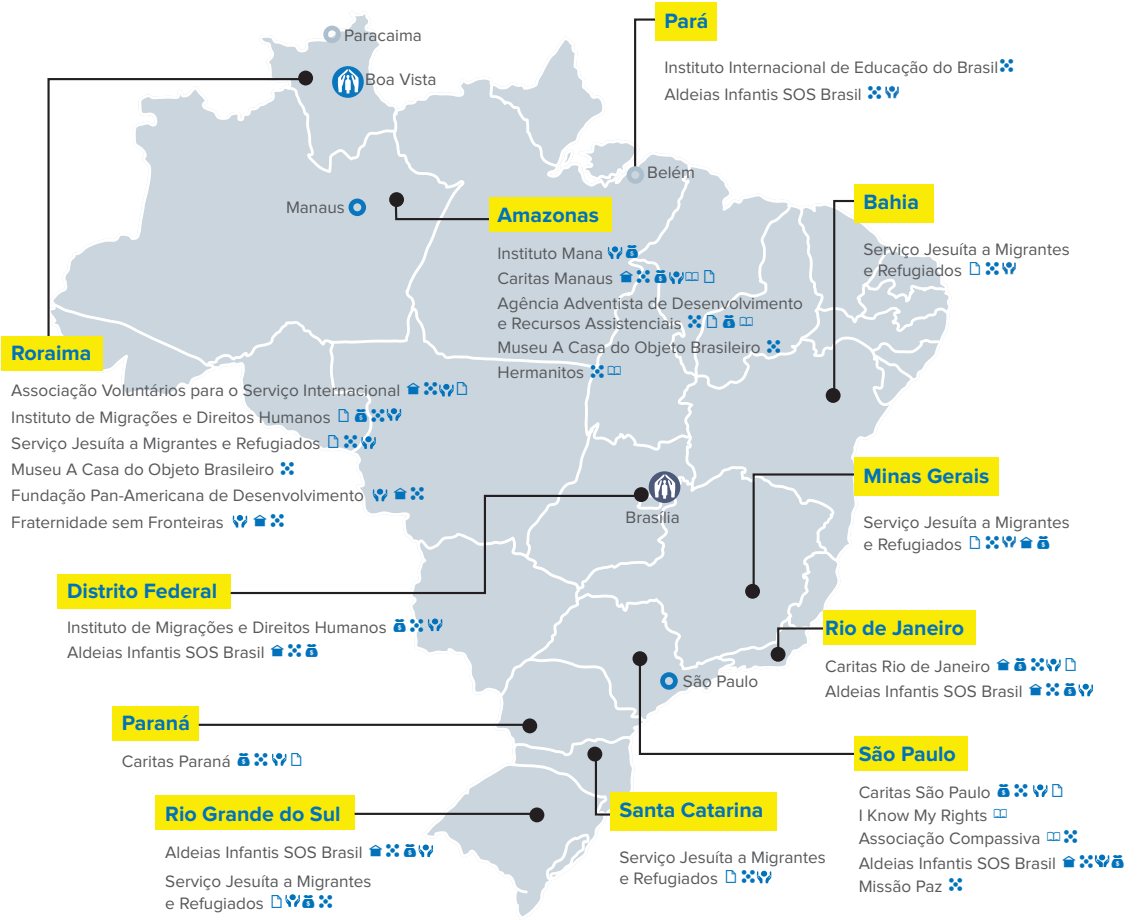 Pará
Instituto Internacional de Educação do Brasil
Aldeias Infantis SOS Brasil
Paracaima
Boa Vista
Belém
Manaus
Amazonas
Instituto Mana
Caritas Manaus
Agência Adventista de Desenvolvimento
e Recursos Assistenciais
Museu A Casa do Objeto Brasileiro
Hermanitos
Bahia
Serviço Jesuíta a Migrantes
e Refugiados
Roraima
Associação Voluntários para o Serviço Internacional
Instituto de Migrações e Direitos Humanos
Serviço Jesuíta a Migrantes e Refugiados
Museu A Casa do Objeto Brasileiro
Fundação Pan-Americana de Desenvolvimento
Fraternidade sem Fronteiras
Brasília
Minas Gerais
Serviço Jesuíta a Migrantes
e Refugiados
Distrito Federal
Instituto de Migrações e Direitos Humanos
Aldeias Infantis SOS Brasil
Rio de Janeiro
Caritas Rio de Janeiro
Aldeias Infantis SOS Brasil
São Paulo
Paraná
Caritas Paraná
São Paulo
Caritas São Paulo
I Know My Rights
Associação Compassiva
Aldeias Infantis SOS Brasil
Missão Paz
Rio Grande do Sul
Aldeias Infantis SOS Brasil
Serviço Jesuíta a Migrantes
e Refugiados
Santa Catarina
Serviço Jesuíta a Migrantes
e Refugiados